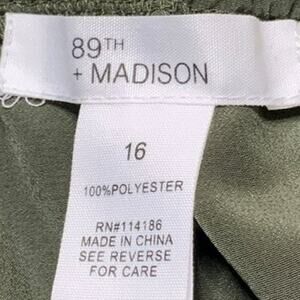 89TH
+ MADISON
16
100%POLYESTER
RN#114186
MADE IN CHINA
SEE REVERSE
FOR CARE